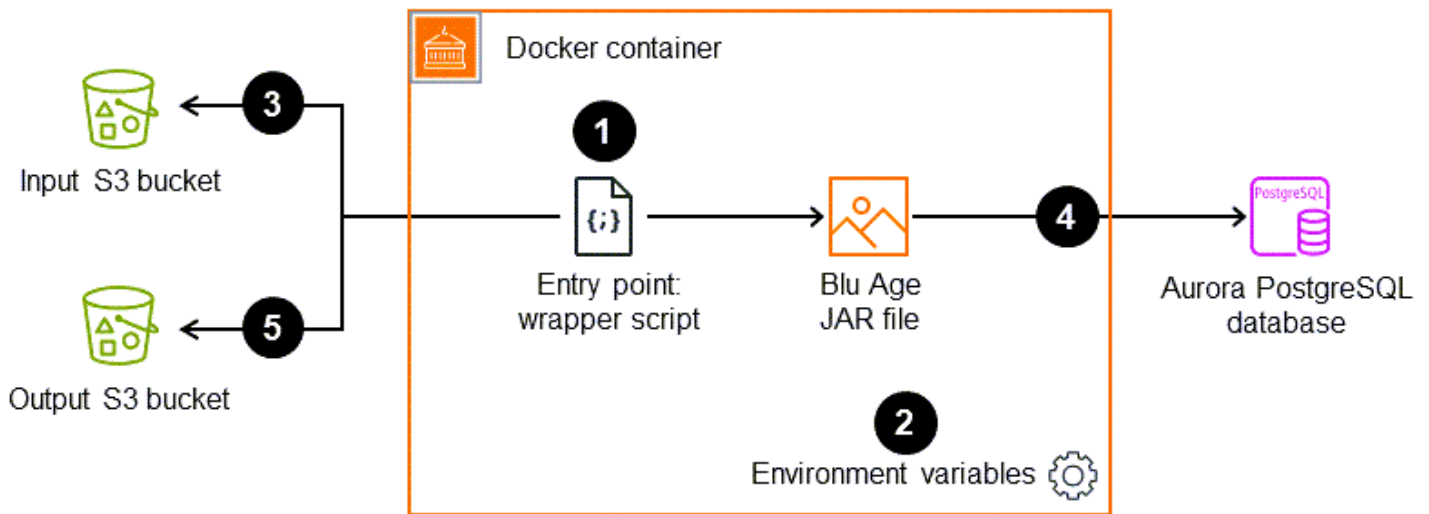 Docker container
3
1
Input S3 bucket
{;}
4
PostgreSQL
Entry point:
wrapper script
Blu Age
JAR file
Aurora PostgreSQL
database
5
Output S3 bucket
2
Environment variables